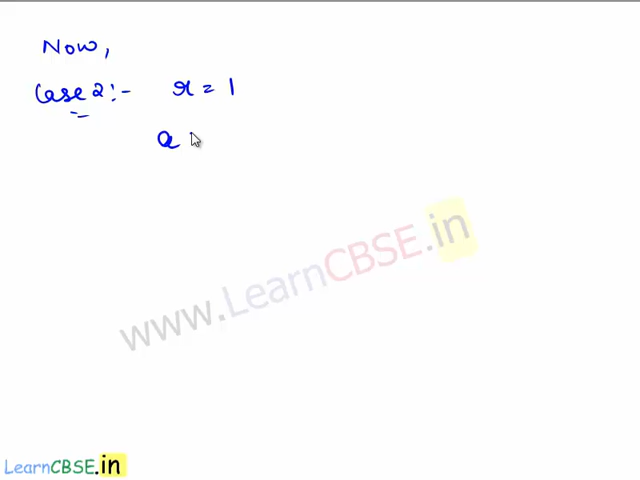 Now,
Case 2:- r = 1
a
www.LearnCBSE.in
LearnCBSE.in